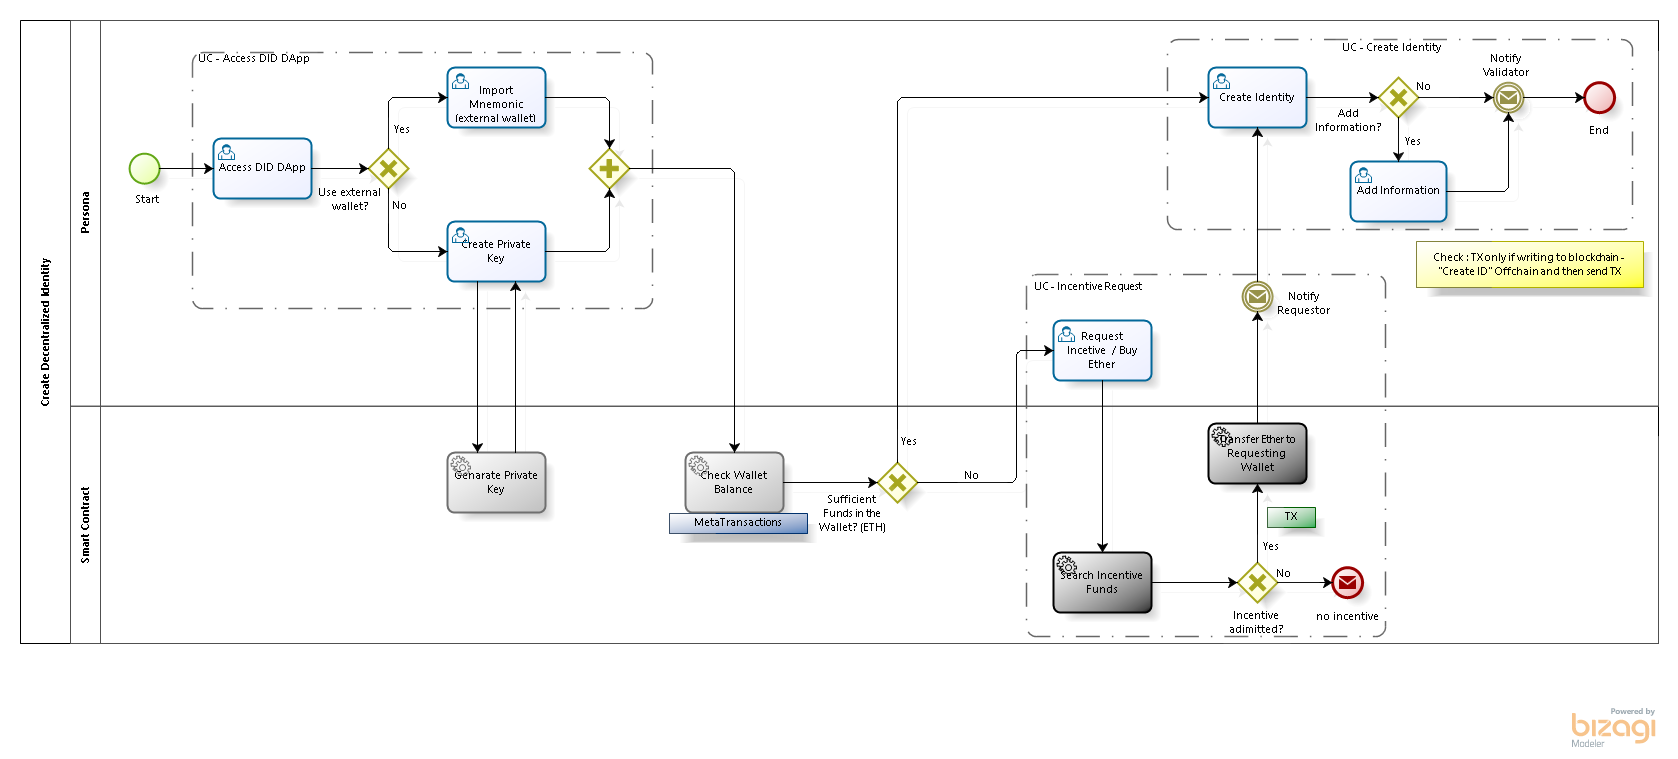 Create Decentralized Identity
Persona
Smart Contract
UC - Access DID DApp
Start
Access DID DApp
Use external
wallet?
Yes
No
Import
Mnemonic
(external wallet)
Create Private
Key
Genarate Private
Key
Check Wallet
Balance
MetaTransactions
Sufficient
Funds in the
Wallet? (ETH)
Yes
No
UC - Incentive Request
Request
Incetive / Buy
Ether
Search Incentive
Funds
Incentive
admitted?
Yes
No
no incentive
TX
Transfer Ether to
Requesting
Wallet
Notify
Requestor
UC - Create Identity
Create Identity
Add
Information?
No
Yes
Add Information
Notify
Validator
End
Check : TX only if writing to blockchain -
"Create ID" Offchain and then send TX
Powered by
bizagi
Modeler